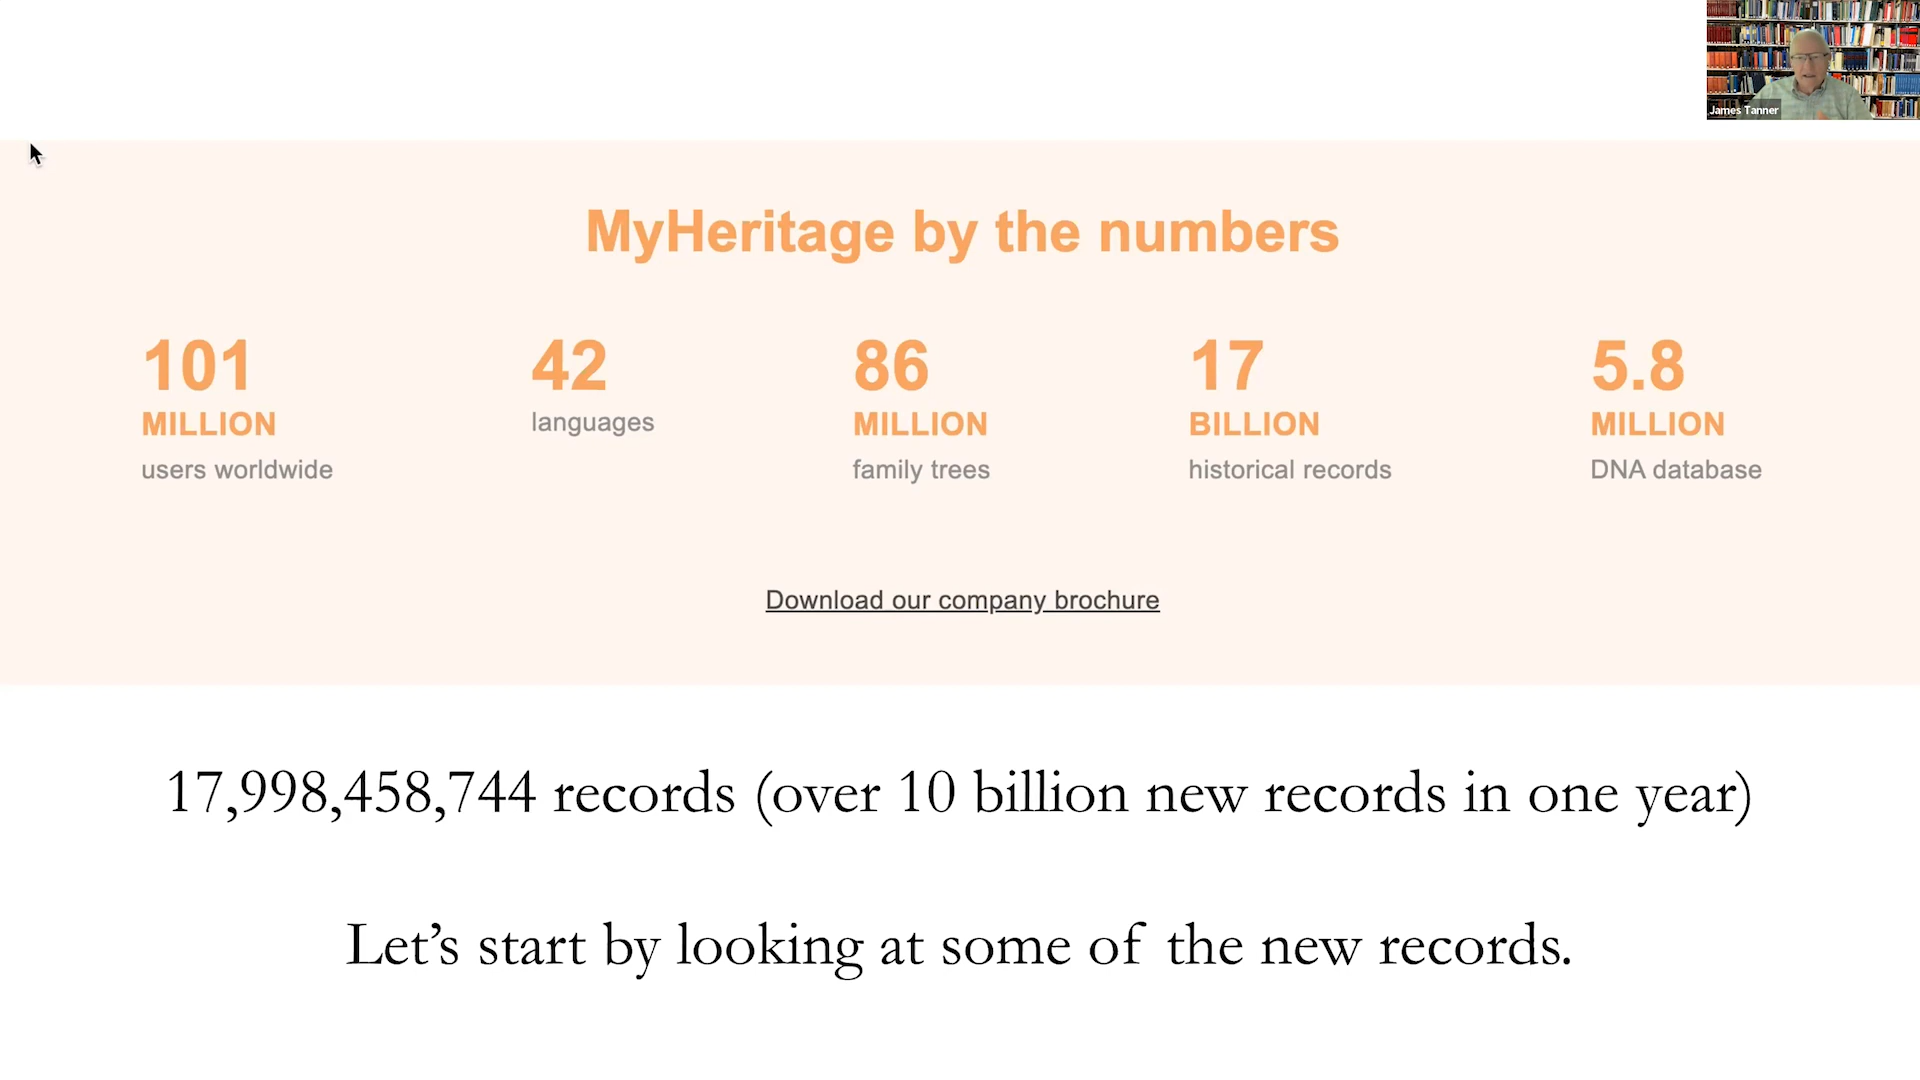 James Tanner
MyHeritage by the numbers
101
MILLION
users worldwide
42
languages
86
MILLION
family trees
17
BILLION
historical records
5.8
MILLION
DNA database
Download our company brochure
17,998,458,744 records (over 10 billion new records in one year)
Let’s start by looking at some of the new records.